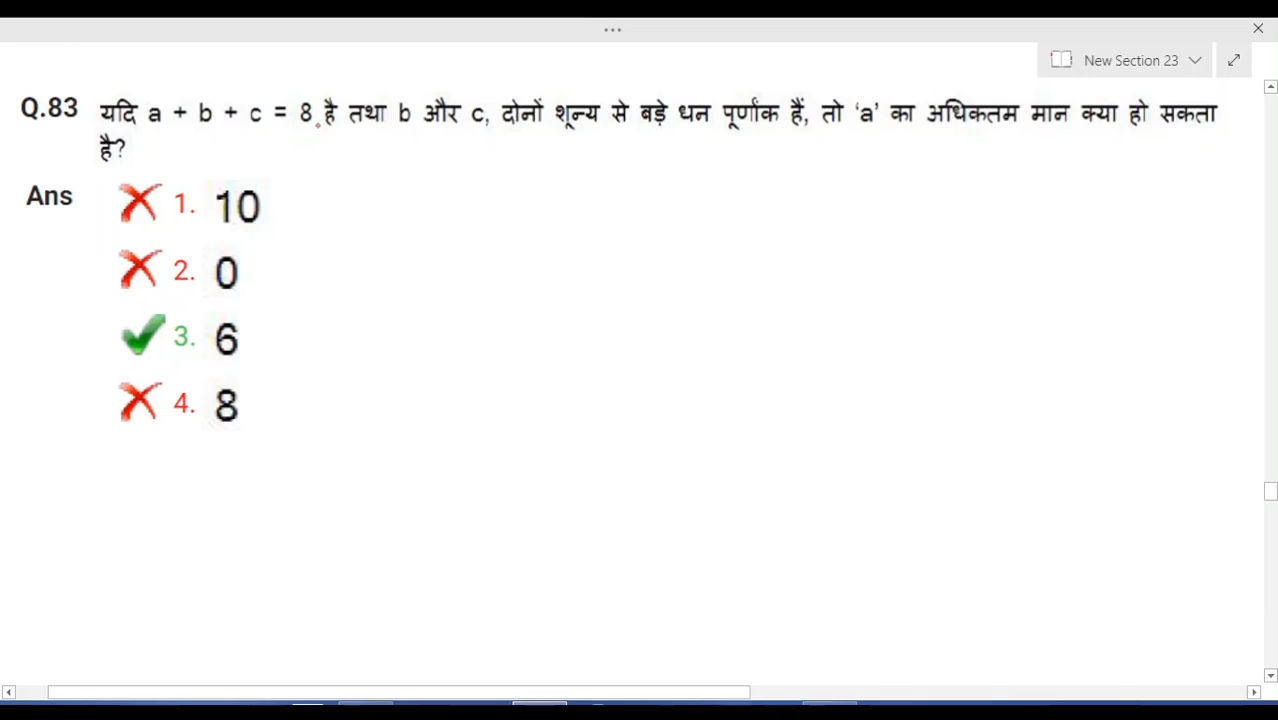 New Section 23
Q.83 यदि a + b + c = 8 है तथा b और c, दोनों शून्य से बड़े धन पूर्णांक हैं, तो ‘a’ का अधिकतम मान क्या हो सकता
है?
Ans
1. 10
2. 0
3. 6
4. 8